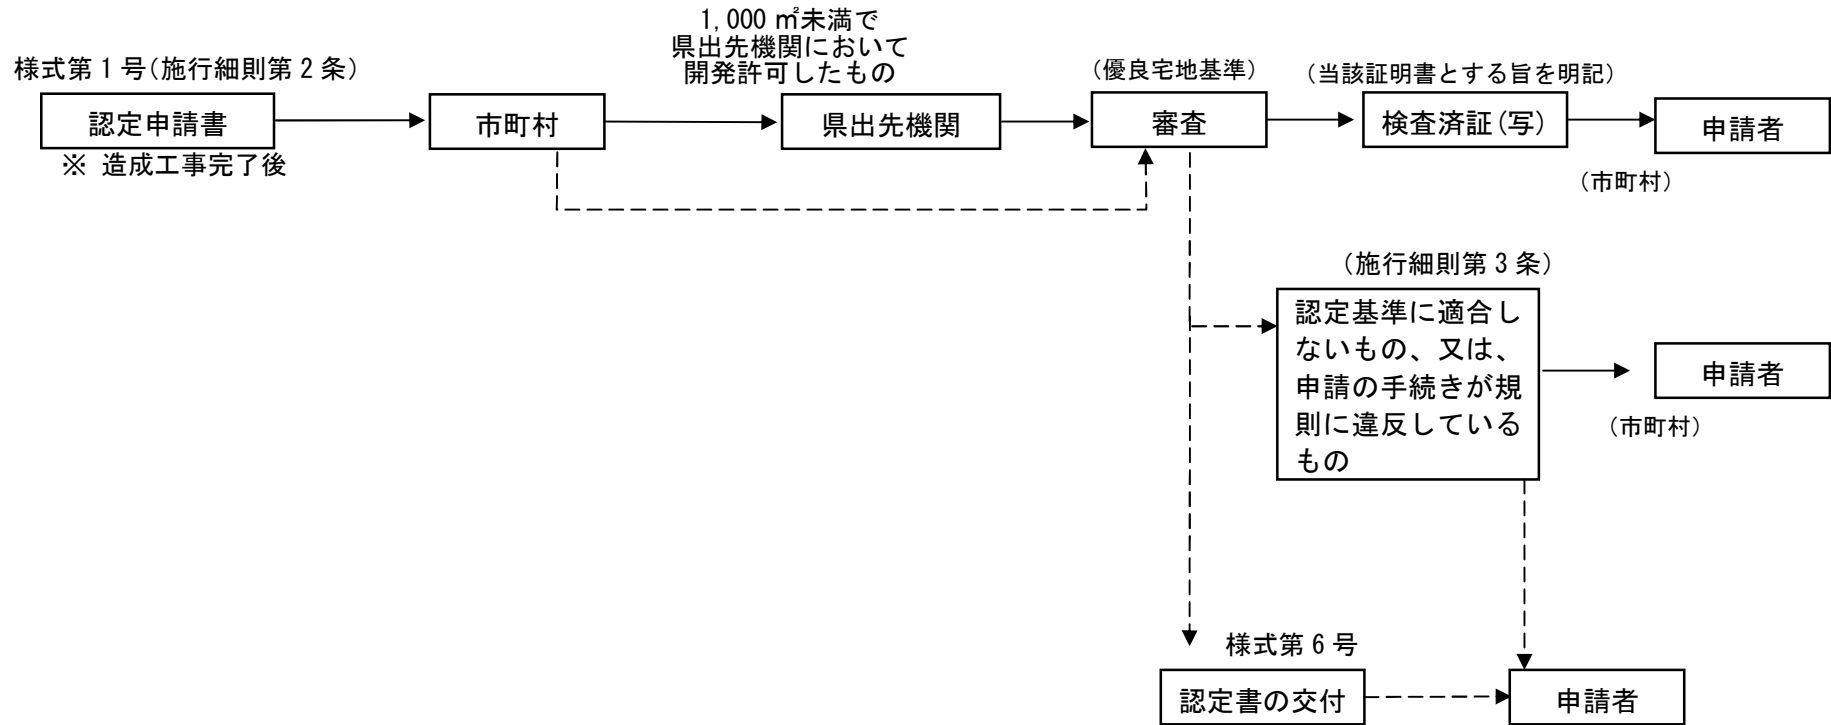 1,000 ㎡未満で
県出先機関において
開発許可したもの
様式第１号(施行細則第２条)
(優良宅地基準)
(当該証明書とする旨を明記)
認定申請書
市町村
県出先機関
審査
検査済証(写)
申請者
※ 造成工事完了後
(市町村)
(施行細則第３条)
認定基準に適合し
ないもの、又は、
申請の手続きが規
則に違反している
もの
申請者
(市町村)
様式第６号
認定書の交付
申請者